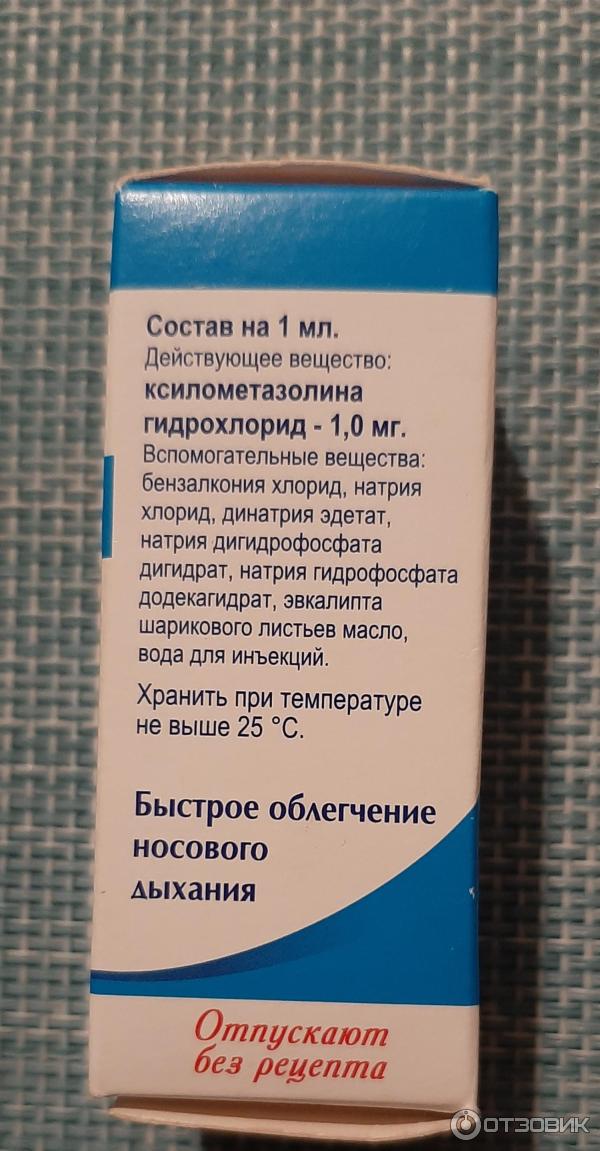 Состав на 1 мл.
Действующее вещество:
ксилометазолина
гидрохлорид - 1,0 мг.
Вспомогательные вещества:
бензалкония хлорид, натрия
хлорид, динатрия эдетат,
натрия дигидрофосфата
дигидрат, натрия гидрофосфата
додекагидрат, эвкалипта
шарикового листьев масло,
вода для инъекций.
Хранить при температуре
не выше 25 °С.
Быстрое облегчение
носового
дыхания
Отпускают
без рецепта
ОТЗОВИК